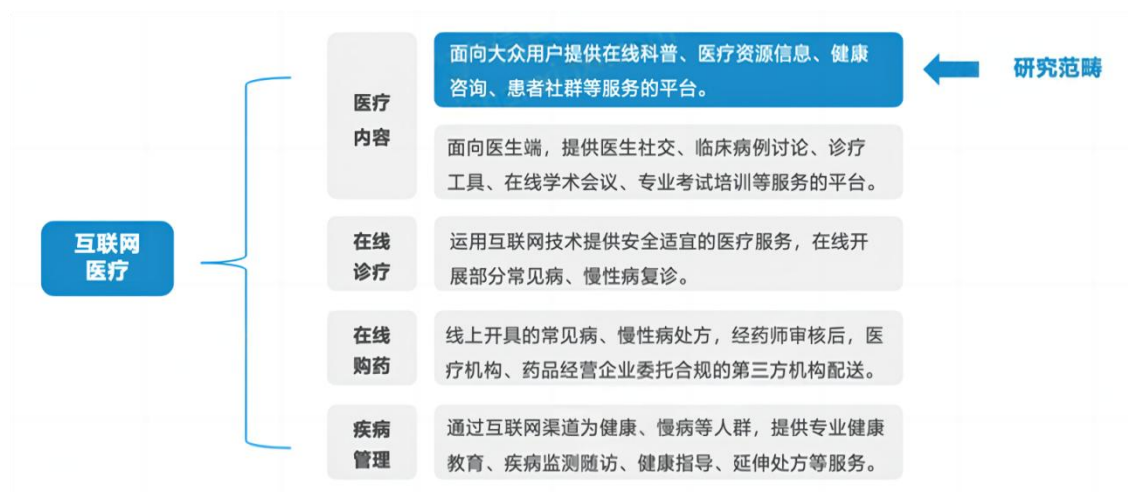 互联网
医疗
医疗
内容
面向大众用户提供在线科普、医疗资源信息、健康
咨询、患者社群等服务的平台。
研究范畴
面向医生端，提供医生社交、临床病例讨论、诊疗
工具、在线学术会议、专业考试培训等服务的平台。
在线
诊疗
运用互联网技术提供安全适宜的医疗服务，在线开
展部分常见病、慢性病复诊。
在线
购药
线上开具的常见病、慢性病处方，经药师审核后，医
疗机构、药品经营企业委托合规的第三方机构配送。
疾病
管理
通过互联网渠道为健康、慢病等人群，提供专业健康
教育、疾病监测随访、健康指导、延伸处方等服务。